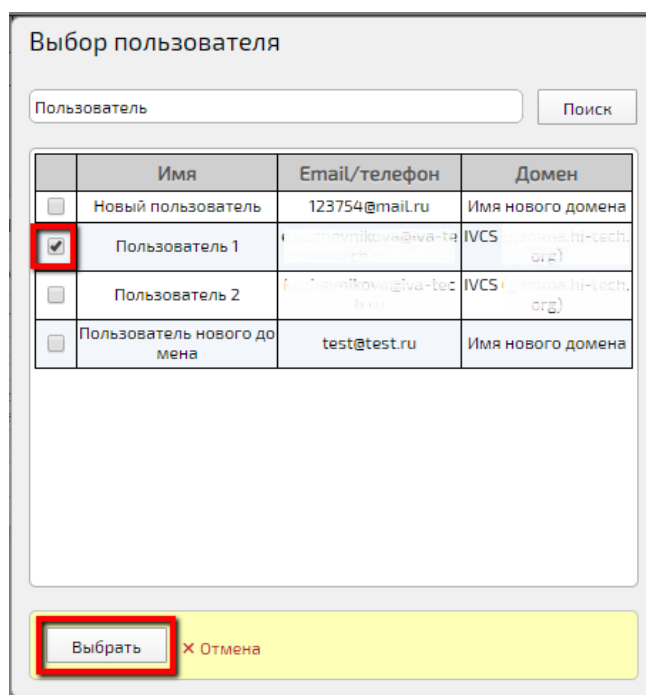 Выбор пользователя
Пользователь
Поиск
Имя Email/телефон Домен
Новый пользователь 123754@mail.ru Имя нового домена
Пользователь 1 IVCS
Пользователь 2 IVCS
Пользователь нового до
мена test@test.ru Имя нового домена
Выбрать × Отмена